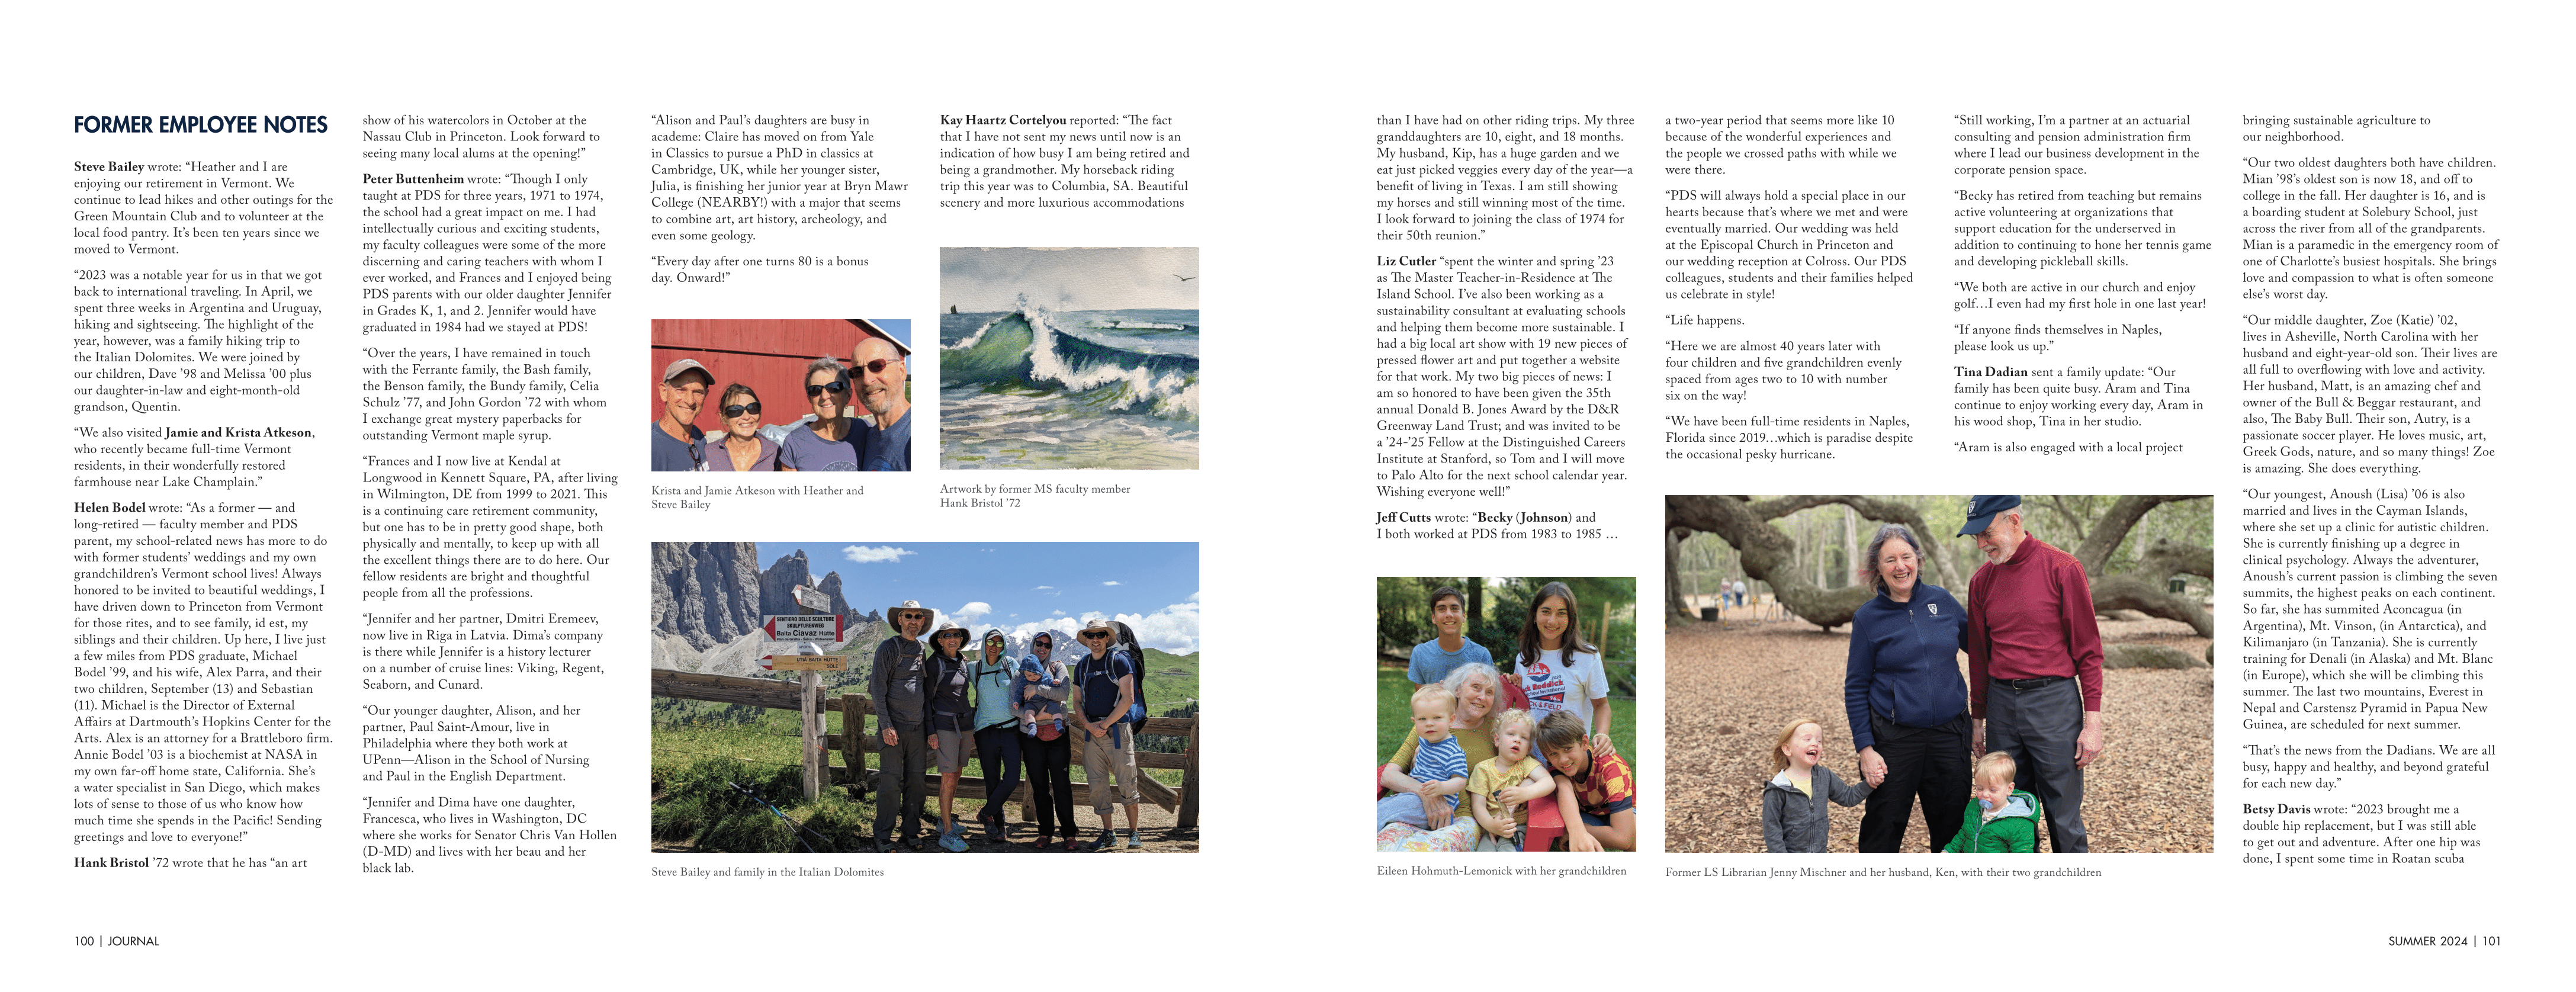 FORMER EMPLOYEE NOTES
Steve Bailey wrote: “Heather and I are
enjoying our retirement in Vermont. We
continue to lead hikes and other outings for the
Green Mountain Club and to volunteer at the
local food pantry. It’s been ten years since we
moved to Vermont.
“2023 was a notable year for us in that we got
back to international traveling. In April, we
spent three weeks in Argentina and Uruguay,
hiking and sightseeing. The highlight of the
year, however, was a family hiking trip to
the Italian Dolomites. We were joined by
our children, Dave ’98 and Melissa ’00 plus
our daughter-in-law and eight-month-old
grandson, Quentin.
“We also visited Jamie and Krista Atkeson,
who recently became full-time Vermont
residents, in their wonderfully restored
farmhouse near Lake Champlain.”
Helen Bodel wrote: “As a former — and
long-retired — faculty member and PDS
parent, my school-related news has more to do
with former students’ weddings and my own
grandchildren’s Vermont school lives! Always
honored to be invited to beautiful weddings, I
have driven down to Princeton from Vermont
for those rites, and to see family, id est, my
siblings and their children. Up here, I live just
a few miles from PDS graduate, Michael
Bodel ’99, and his wife, Alex Parra, and their
two children, September (13) and Sebastian
(11). Michael is the Director of External
Affairs at Dartmouth’s Hopkins Center for the
Arts. Alex is an attorney for a Brattleboro firm.
Annie Bodel ’03 is a biochemist at NASA in
my own far-off home state, California. She’s
a water specialist in San Diego, which makes
lots of sense to those of us who know how
much time she spends in the Pacific! Sending
greetings and love to everyone!”
Hank Bristol ’72 wrote that he has “an art
show of his watercolors in October at the
Nassau Club in Princeton. Look forward to
seeing many local alums at the opening!”
Peter Buttenheim wrote: “Though I only
taught at PDS for three years, 1971 to 1974,
the school had a great impact on me. I had
intellectually curious and exciting students,
my faculty colleagues were some of the more
discerning and caring teachers with whom I
ever worked, and Frances and I enjoyed being
PDS parents with our older daughter Jennifer
in Grades K, 1, and 2. Jennifer would have
graduated in 1984 had we stayed at PDS!
“Over the years, I have remained in touch
with the Ferrante family, the Bash family,
the Benson family, the Bundy family, Celia
Schulz ’77, and John Gordon ’72 with whom
I exchange great mystery paperbacks for
outstanding Vermont maple syrup.
“Frances and I now live at Kendal at
Longwood in Kennett Square, PA, after living
in Wilmington, DE from 1999 to 2021. This
is a continuing care retirement community,
but one has to be in pretty good shape, both
physically and mentally, to keep up with all
the excellent things there are to do here. Our
fellow residents are bright and thoughtful
people from all the professions.
“Jennifer and her partner, Dmitri Eremeev,
now live in Riga in Latvia. Dima’s company
is there while Jennifer is a history lecturer
on a number of cruise lines: Viking, Regent,
Seaborn, and Cunard.
“Our younger daughter, Alison, and her
partner, Paul Saint-Amour, live in
Philadelphia where they both work at
UPenn—Alison in the School of Nursing
and Paul in the English Department.
“Jennifer and Dima have one daughter,
Francesca, who lives in Washington, DC
where she works for Senator Chris Van Hollen
(D-MD) and lives with her beau and her
black lab.
“Alison and Paul’s daughters are busy in
academe: Claire has moved on from Yale
in Classics to pursue a PhD in classics at
Cambridge, UK, while her younger sister,
Julia, is finishing her junior year at Bryn Mawr
College (NEARBY!) with a major that seems
to combine art, art history, archeology, and
even some geology.
“Every day after one turns 80 is a bonus
day. Onward!”
Krista and Jamie Atkeson with Heather and
Steve Bailey
Kay Haartz Cortelyou reported: “The fact
that I have not sent my news until now is an
indication of how busy I am being retired and
being a grandmother. My horseback riding
trip this year was to Columbia, SA. Beautiful
scenery and more luxurious accommodations
Artwork by former MS faculty member
Hank Bristol ’72
SENTIERO DELLE SCULTORE
SKULPTURENWEG
Baita Ciavaz Hütte
Steve Bailey and family in the Italian Dolomites
100 | JOURNAL
than I have had on other riding trips. My three
granddaughters are 10, eight, and 18 months.
My husband, Kip, has a huge garden and we
eat just picked veggies every day of the year—a
benefit of living in Texas. I am still showing
my horses and still winning most of the time.
I look forward to joining the class of 1974 for
their 50th reunion.”
Liz Cutler “spent the winter and spring ’23
as The Master Teacher-in-Residence at The
Island School. I’ve also been working as a
sustainability consultant at evaluating schools
and helping them become more sustainable. I
had a big local art show with 19 new pieces of
pressed flower art and put together a website
for that work. My two big pieces of news: I
am so honored to have been given the 35th
annual Donald B. Jones Award by the D&R
Greenway Land Trust; and was invited to be
a ’24-’25 Fellow at the Distinguished Careers
Institute at Stanford, so Tom and I will move
to Palo Alto for the next school calendar year.
Wishing everyone well!”
Jeff Cutts wrote: “Becky (Johnson) and
I both worked at PDS from 1983 to 1985 …
Eileen Hohmuth-Lemonick with her grandchildren
a two-year period that seems more like 10
because of the wonderful experiences and
the people we crossed paths with while we
were there.
“PDS will always hold a special place in our
hearts because that’s where we met and were
eventually married. Our wedding was held
at the Episcopal Church in Princeton and
our wedding reception at Colross. Our PDS
colleagues, students and their families helped
us celebrate in style!
“Life happens.
“Here we are almost 40 years later with
four children and five grandchildren evenly
spaced from ages two to 10 with number
six on the way!
“We have been full-time residents in Naples,
Florida since 2019…which is paradise despite
the occasional pesky hurricane.
“Still working, I’m a partner at an actuarial
consulting and pension administration firm
where I lead our business development in the
corporate pension space.
“Becky has retired from teaching but remains
active volunteering at organizations that
support education for the underserved in
addition to continuing to hone her tennis game
and developing pickleball skills.
“We both are active in our church and enjoy
golf…I even had my first hole in one last year!
“If anyone finds themselves in Naples,
please look us up.”
Tina Dadian sent a family update: “Our
family has been quite busy. Aram and Tina
continue to enjoy working every day, Aram in
his wood shop, Tina in her studio.
“Aram is also engaged with a local project
Former LS Librarian Jenny Mischner and her husband, Ken, with their two grandchildren
bringing sustainable agriculture to
our neighborhood.
“Our two oldest daughters both have children.
Mian ’98’s oldest son is now 18, and off to
college in the fall. Her daughter is 16, and is
a boarding student at Solebury School, just
across the river from all of the grandparents.
Mian is a paramedic in the emergency room of
one of Charlotte’s busiest hospitals. She brings
love and compassion to what is often someone
else’s worst day.
“Our middle daughter, Zoe (Katie) ’02,
lives in Asheville, North Carolina with her
husband and eight-year-old son. Their lives are
all full to overflowing with love and activity.
Her husband, Matt, is an amazing chef and
owner of the Bull & Beggar restaurant, and
also, The Baby Bull. Their son, Autry, is a
passionate soccer player. He loves music, art,
Greek Gods, nature, and so many things! Zoe
is amazing. She does everything.
“Our youngest, Anoush (Lisa) ’06 is also
married and lives in the Cayman Islands,
where she set up a clinic for autistic children.
She is currently finishing up a degree in
clinical psychology. Always the adventurer,
Anoush’s current passion is climbing the seven
summits, the highest peaks on each continent.
So far, she has summited Aconcagua (in
Argentina), Mt. Vinson, (in Antarctica), and
Kilimanjaro (in Tanzania). She is currently
training for Denali (in Alaska) and Mt. Blanc
(in Europe), which she will be climbing this
summer. The last two mountains, Everest in
Nepal and Carstensz Pyramid in Papua New
Guinea, are scheduled for next summer.
“That’s the news from the Dadians. We are all
busy, happy and healthy, and beyond grateful
for each new day.”
Betsy Davis wrote: “2023 brought me a
double hip replacement, but I was still able
to get out and adventure. After one hip was
done, I spent some time in Roatan scuba
SUMMER 2024 | 101